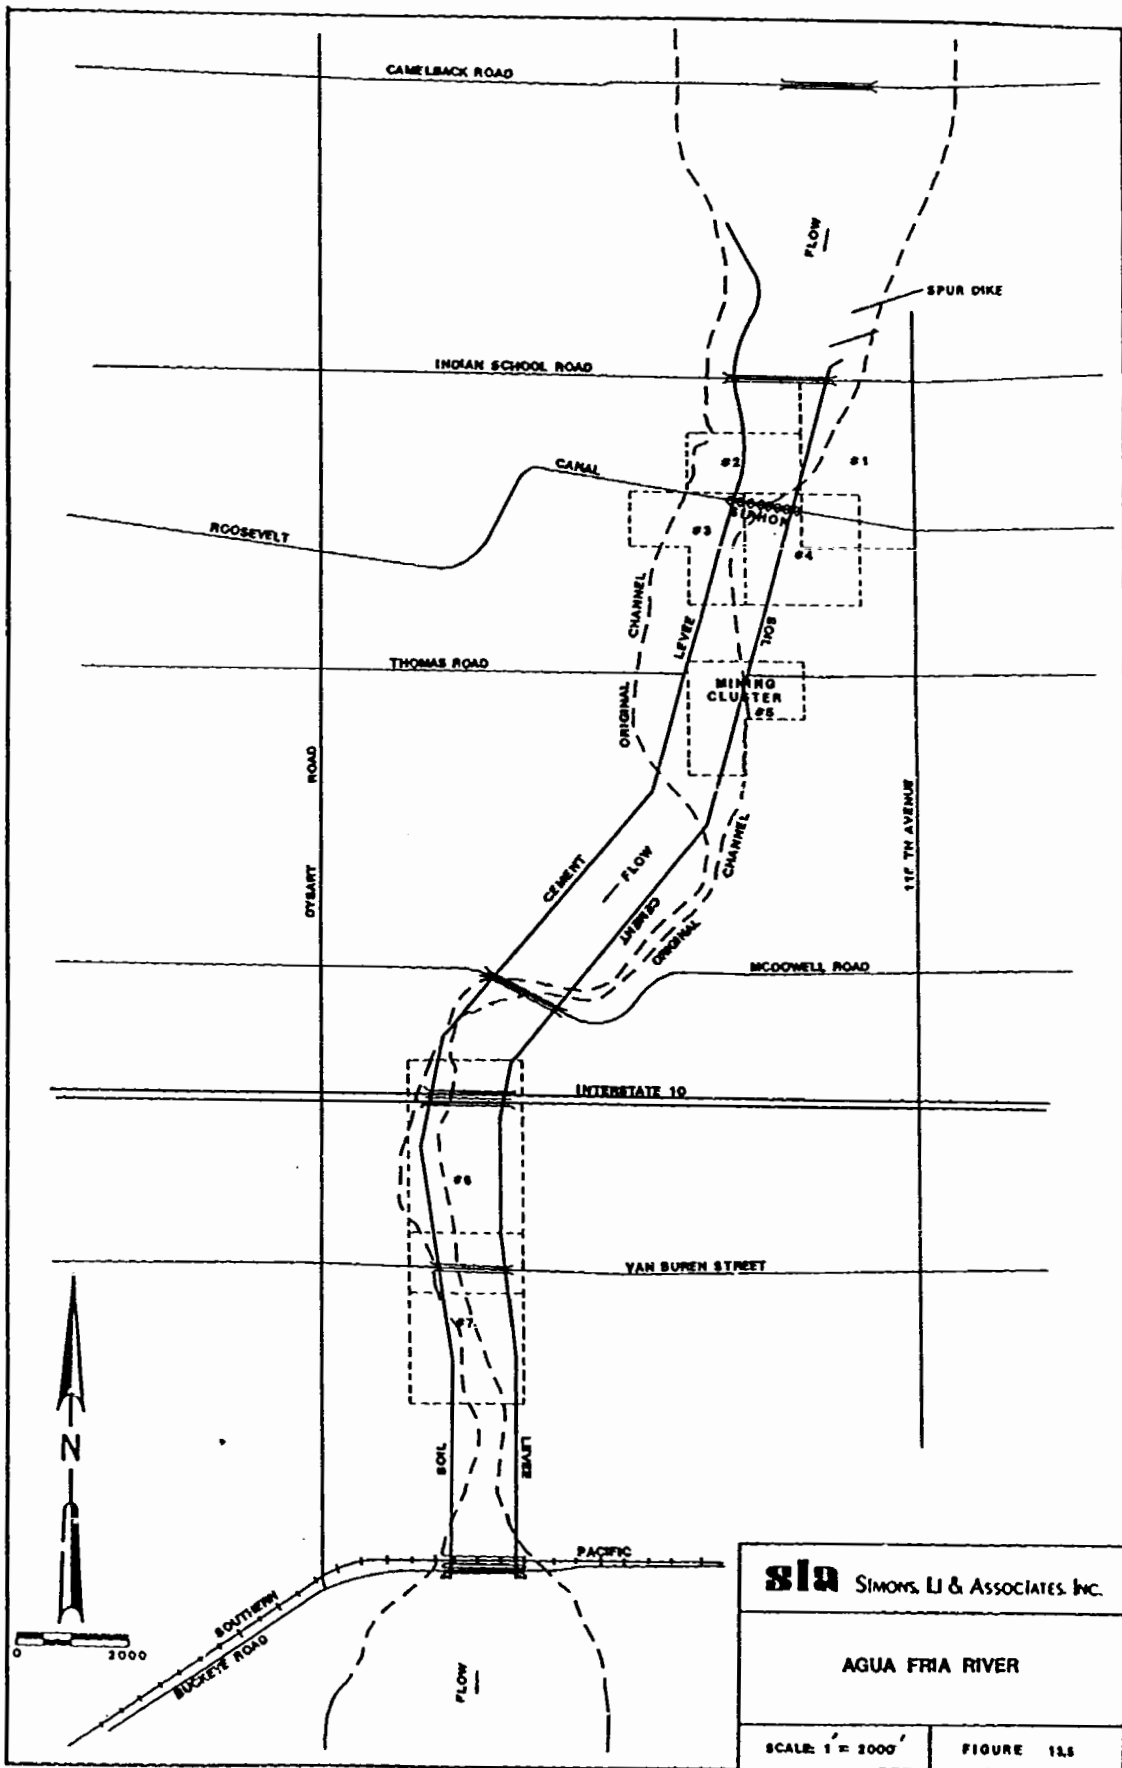 CAMELBACK ROAD
FLOW
SPUR DIKE
INDIAN SCHOOL ROAD
#2
#1
CANAL
SIPHON
ROOSEVELT
#3
#4
CHANNEL
LEVEE
SOIL
THOMAS ROAD
MINING
CLUSTER
#5
ORIGINAL
ROAD
DYSART
CHANNEL
FLOW
CEMENT
CEMENT
ORIGINAL
MCDOWELL ROAD
INTERSTATE 10
#6
VAN BUREN STREET
#7
N
SOIL
LEVEE
PACIFIC
SOUTHERN
BUCKEYE ROAD
0 2000
FLOW
TH AVENUE
sla SIMONS, LI & ASSOCIATES, INC.
AGUA FRIA RIVER
SCALE: 1" = 2000'
FIGURE 13.5